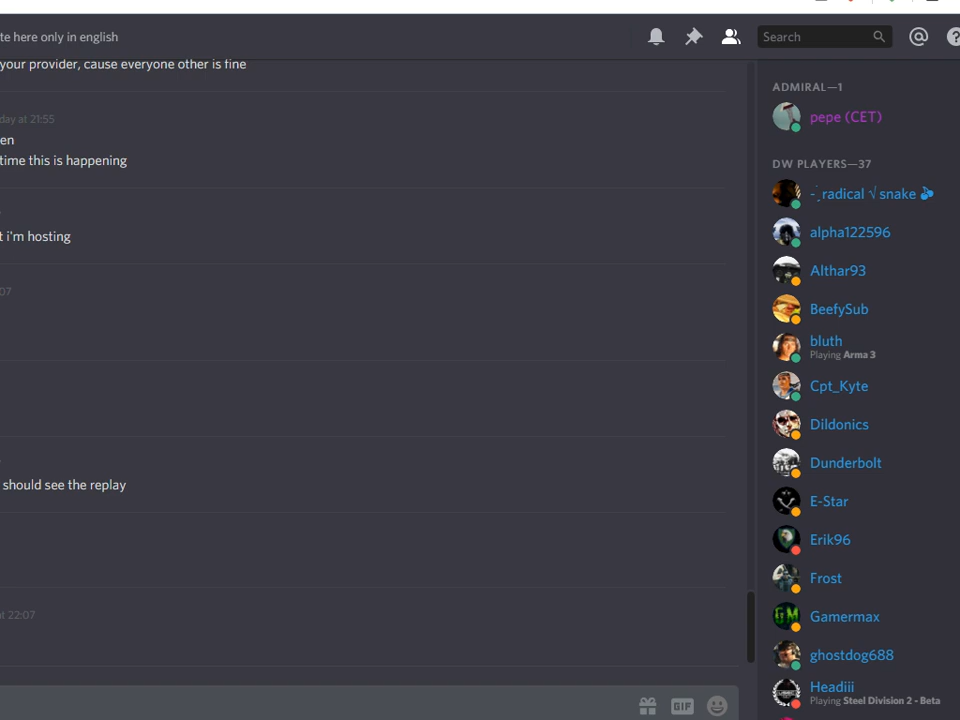 te here only in english
Search
your provider, cause everyone other is fine
day at 21:55
en
time this is happening
t i'm hosting
07
should see the replay
at 22:07
GIF
ADMIRAL—1
pepe (CET)
DW PLAYERS—37
radical √ snake
alpha122596
Althar93
BeefySub
bluth
Playing Arma 3
Cpt_Kyte
Dildonics
Dunderbolt
E-Star
Erik96
Frost
GM
Gamermax
ghostdog688
Headiii
Playing Steel Division 2 - Beta